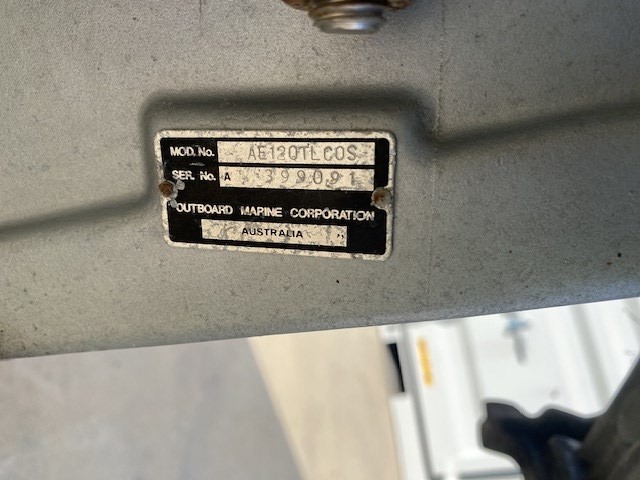 MOD. No. AE120TLCOS
SER. No. A 399091
OUTBOARD MARINE CORPORATION
AUSTRALIA